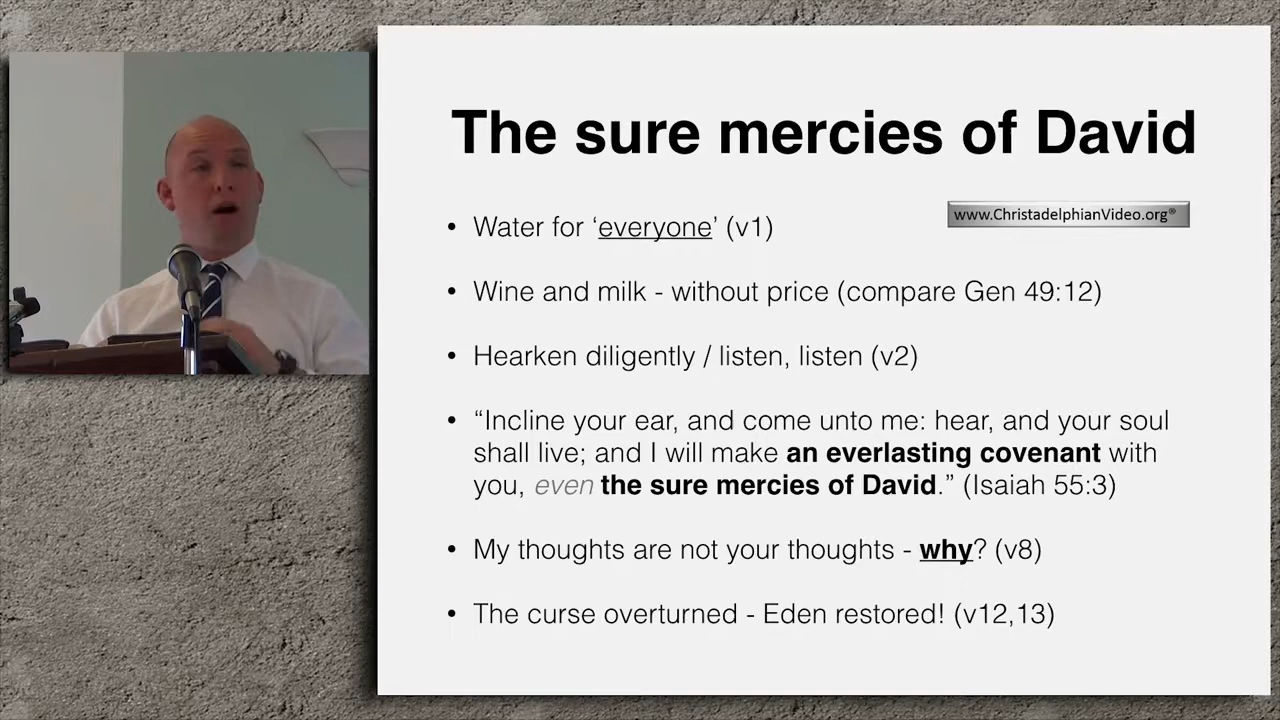 The sure mercies of David
www.ChristadelphianVideo.org®
• Water for ‘everyone’ (v1)
• Wine and milk - without price (compare Gen 49:12)
• Hearken diligently / listen, listen (v2)
• “Incline your ear, and come unto me: hear, and your soul
shall live; and I will make an everlasting covenant with
you, even the sure mercies of David.” (Isaiah 55:3)
• My thoughts are not your thoughts - why? (v8)
• The curse overturned - Eden restored! (v12,13)